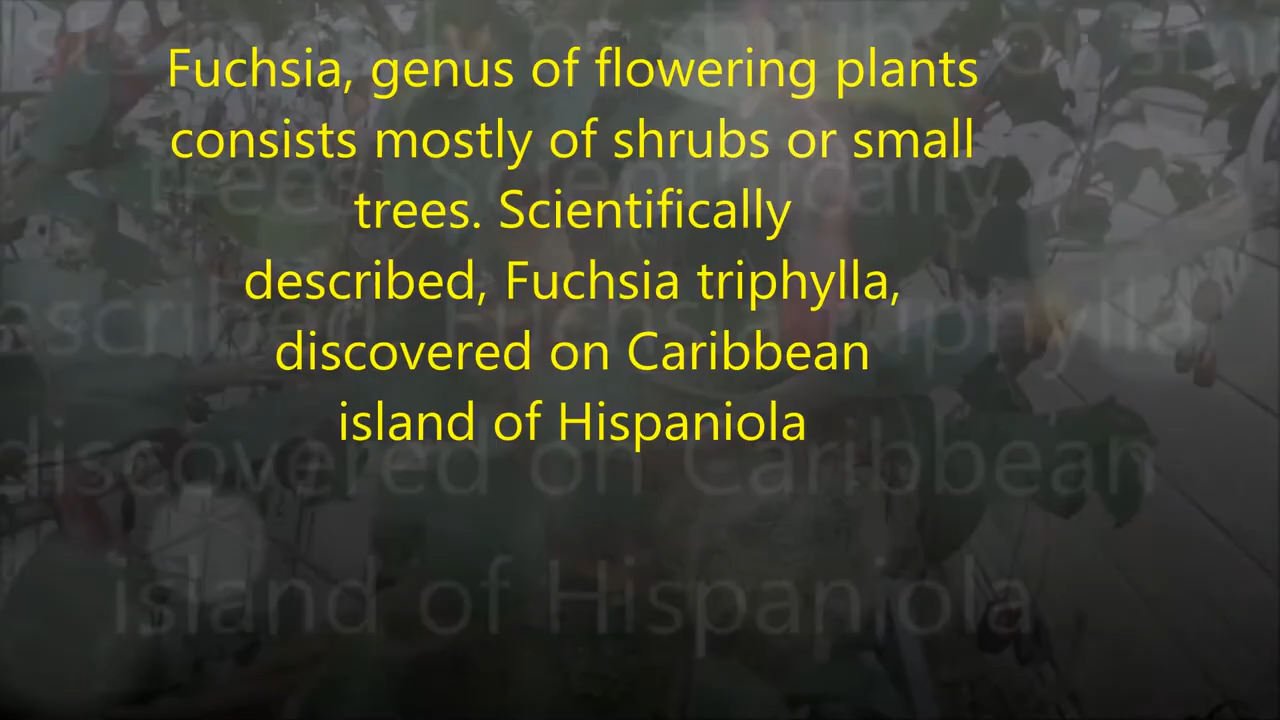 Fuchsia, genus of flowering plants
consists mostly of shrubs or small
trees. Scientifically
described, Fuchsia triphylla,
discovered on Caribbean
island of Hispaniola